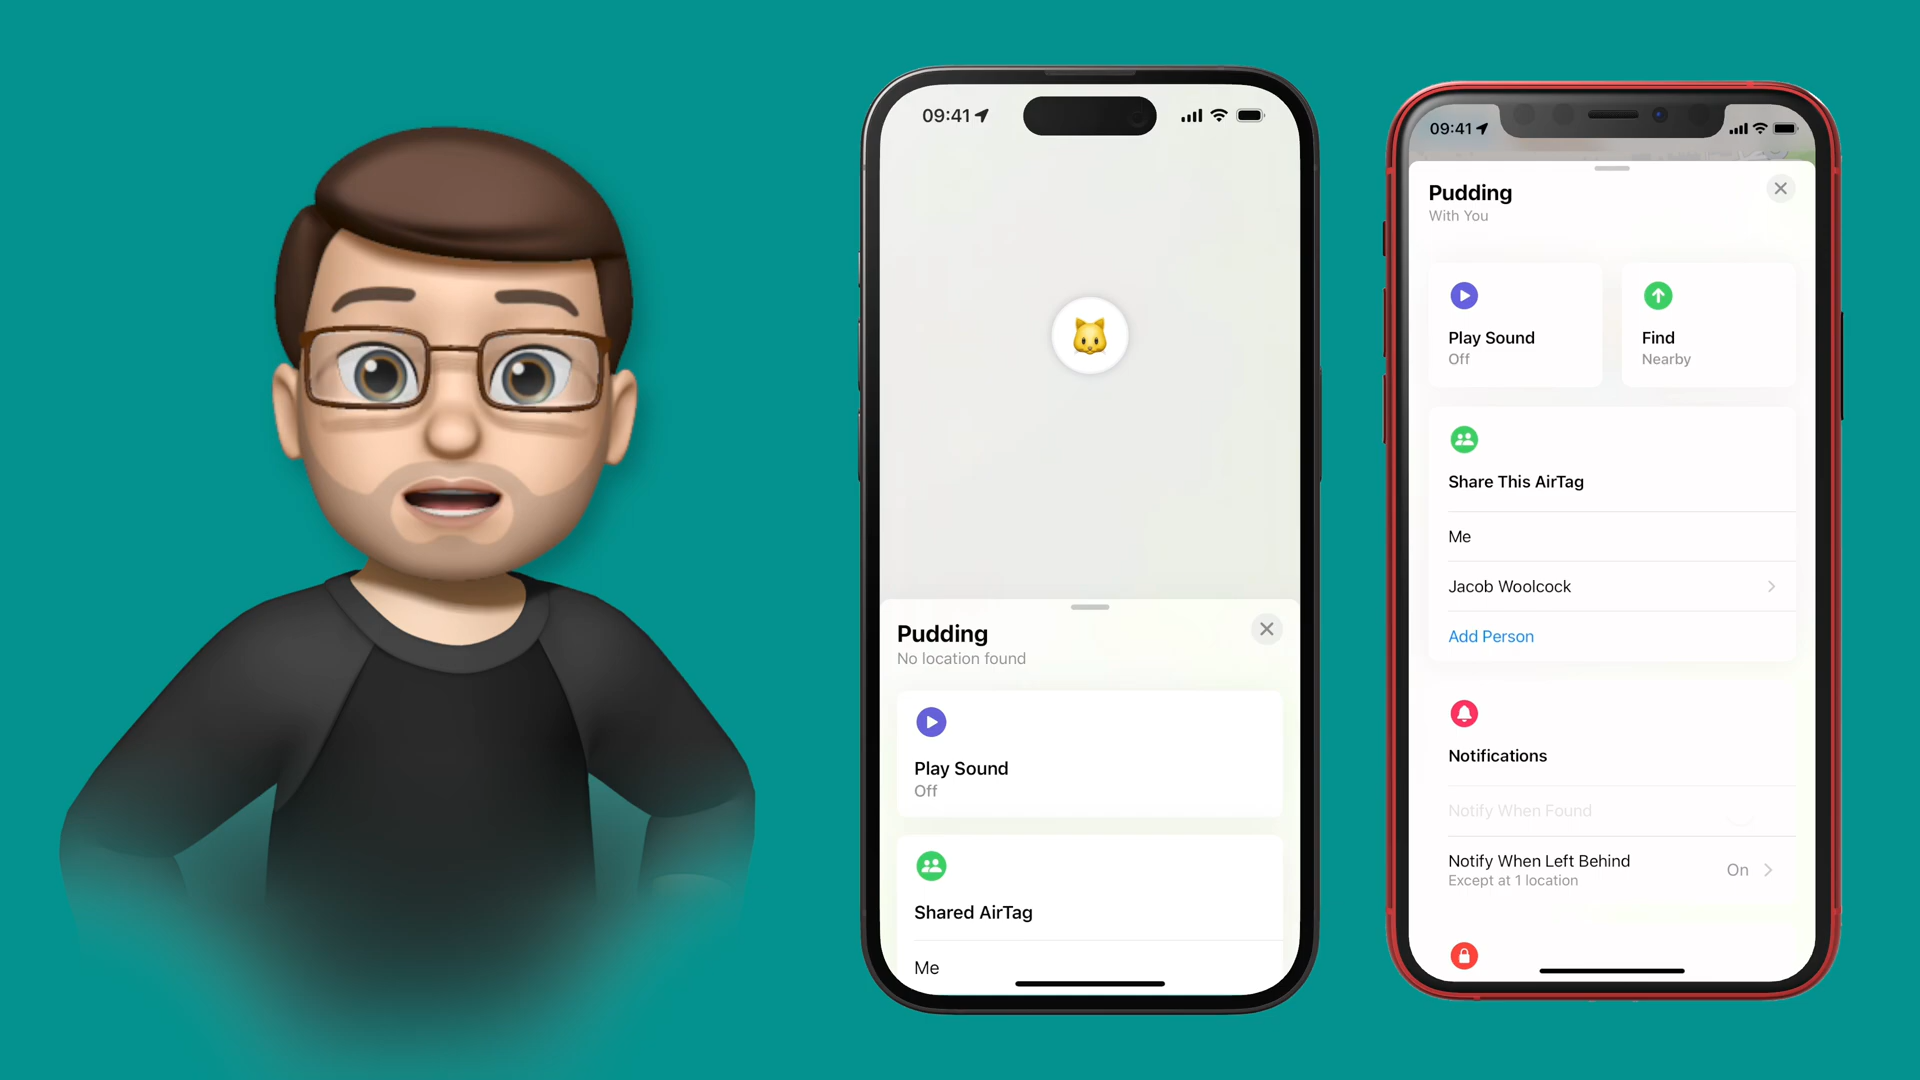 09:41
Pudding
No location found
Play Sound
Off
Shared AirTag
Me
09:41
Pudding
With You
Play Sound
Off
Find
Nearby
Share This AirTag
Me
Jacob Woolcock
Add Person
Notifications
Notify When Found
Notify When Left Behind
Except at 1 location
On